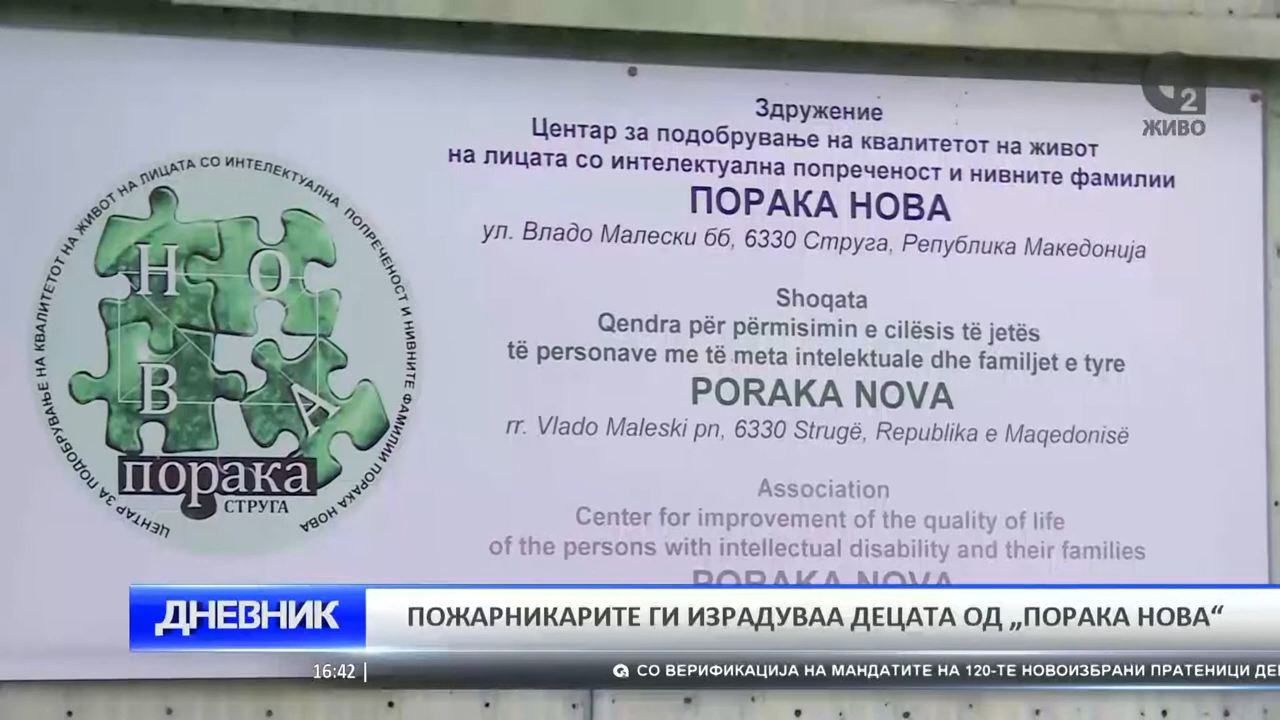 2
ЖИВО
Здружение
Центар за подобрување на квалитетот на живот
на лицата со интелектуална попреченост и нивните фамилии
ПОРАКА НОВА
ул. Владо Малески бб, 6330 Струга, Република Македонија
Shoqata
Qendra për përmisimin e cilësis të jetës
të personave me të meta intelektuale dhe familjet e tyre
PORAKA NOVA
rr. Vlado Maleski pn, 6330 Strugë, Republika e Maqedonisë
Association
Center for improvement of the quality of life
of the persons with intellectual disability and their families
PORAKA NOVA
ЦЕНТАР ЗА ПОДОБРУВАЊЕ НА КВАЛИТЕТОТ НА ЖИВОТ НА ЛИЦАТА СО ИНТЕЛЕКТУАЛНА ПОПРЕЧЕНОСТ И НИВНИТЕ ФАМИЛИИ ПОРАКА НОВА
Н О
В А
порака
СТРУГА
ДНЕВНИК
ПОЖАРНИКАРИТЕ ГИ ИЗРАДУВАА ДЕЦАТА ОД „ПОРАКА НОВА“
16:42
СО ВЕРИФИКАЦИЈА НА МАНДАТИТЕ НА 120-ТЕ НОВОИЗБРАНИ ПРАТЕНИЦИ